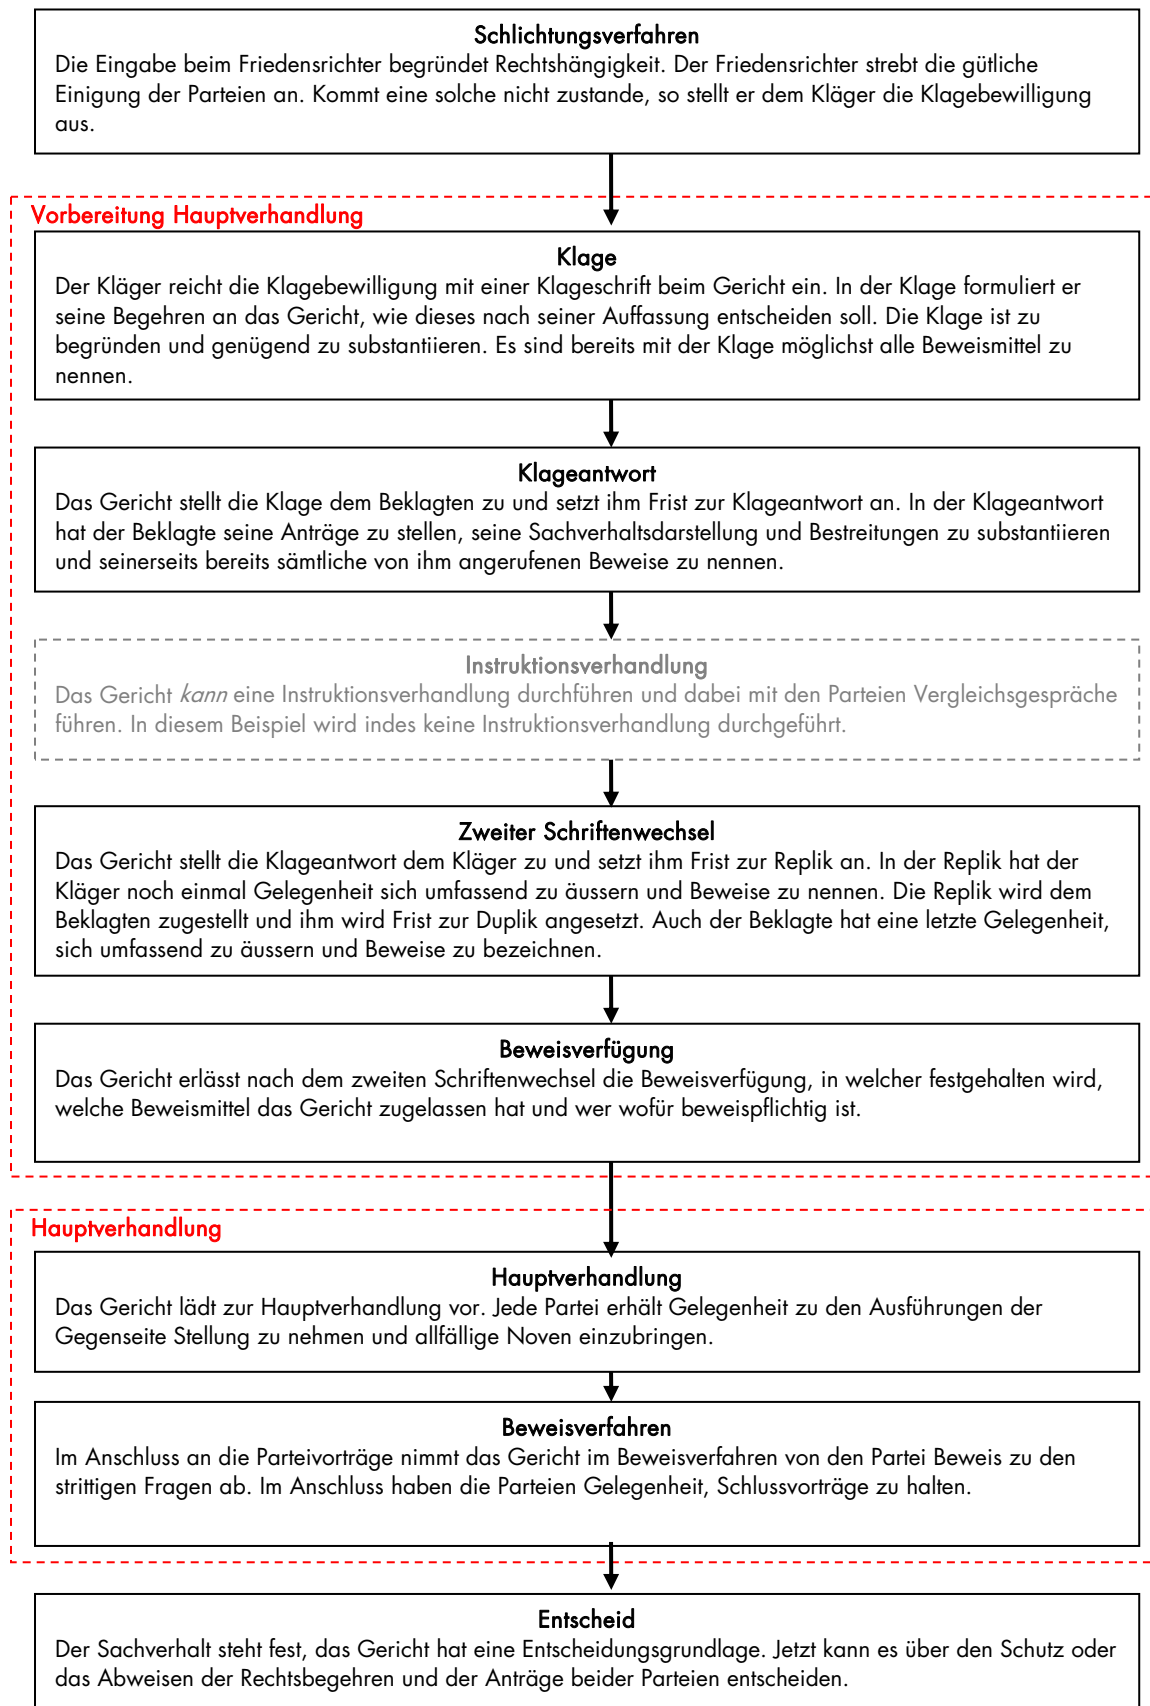 Schlichtungsverfahren
Die Eingabe beim Friedensrichter begründet Rechtshängigkeit. Der Friedensrichter strebt die gütliche
Einigung der Parteien an. Kommt eine solche nicht zustande, so stellt er dem Kläger die Klagebewilligung
aus.
Vorbereitung Hauptverhandlung
Klage
Der Kläger reicht die Klagebewilligung mit einer Klageschrift beim Gericht ein. In der Klage formuliert er
seine Begehren an das Gericht, wie dieses nach seiner Auffassung entscheiden soll. Die Klage ist zu
begründen und genügend zu substantiieren. Es sind bereits mit der Klage möglichst alle Beweismittel zu
nennen.
Klageantwort
Das Gericht stellt die Klage dem Beklagten zu und setzt ihm Frist zur Klageantwort an. In der Klageantwort
hat der Beklagte seine Anträge zu stellen, seine Sachverhaltsdarstellung und Bestreitungen zu substantiieren
und seinerseits bereits sämtliche von ihm angerufenen Beweise zu nennen.
Instruktionsverhandlung
Das Gericht kann eine Instruktionsverhandlung durchführen und dabei mit den Parteien Vergleichsgespräche
führen. In diesem Beispiel wird indes keine Instruktionsverhandlung durchgeführt.
Zweiter Schriftenwechsel
Das Gericht stellt die Klageantwort dem Kläger zu und setzt ihm Frist zur Replik an. In der Replik hat der
Kläger noch einmal Gelegenheit sich umfassend zu äussern und Beweise zu nennen. Die Replik wird dem
Beklagten zugestellt und ihm wird Frist zur Duplik angesetzt. Auch der Beklagte hat eine letzte Gelegenheit,
sich umfassend zu äussern und Beweise zu bezeichnen.
Beweisverfügung
Das Gericht erlässt nach dem zweiten Schriftenwechsel die Beweisverfügung, in welcher festgehalten wird,
welche Beweismittel das Gericht zugelassen hat und wer wofür beweispflichtig ist.
Hauptverhandlung
Hauptverhandlung
Das Gericht lädt zur Hauptverhandlung vor. Jede Partei erhält Gelegenheit zu den Ausführungen der
Gegenseite Stellung zu nehmen und allfällige Noven einzubringen.
Beweisverfahren
Im Anschluss an die Parteivorträge nimmt das Gericht im Beweisverfahren von den Partei Beweis zu den
strittigen Fragen ab. Im Anschluss haben die Parteien Gelegenheit, Schlussvorträge zu halten.
Entscheid
Der Sachverhalt steht fest, das Gericht hat eine Entscheidungsgrundlage. Jetzt kann es über den Schutz oder
das Abweisen der Rechtsbegehren und der Anträge beider Parteien entscheiden.